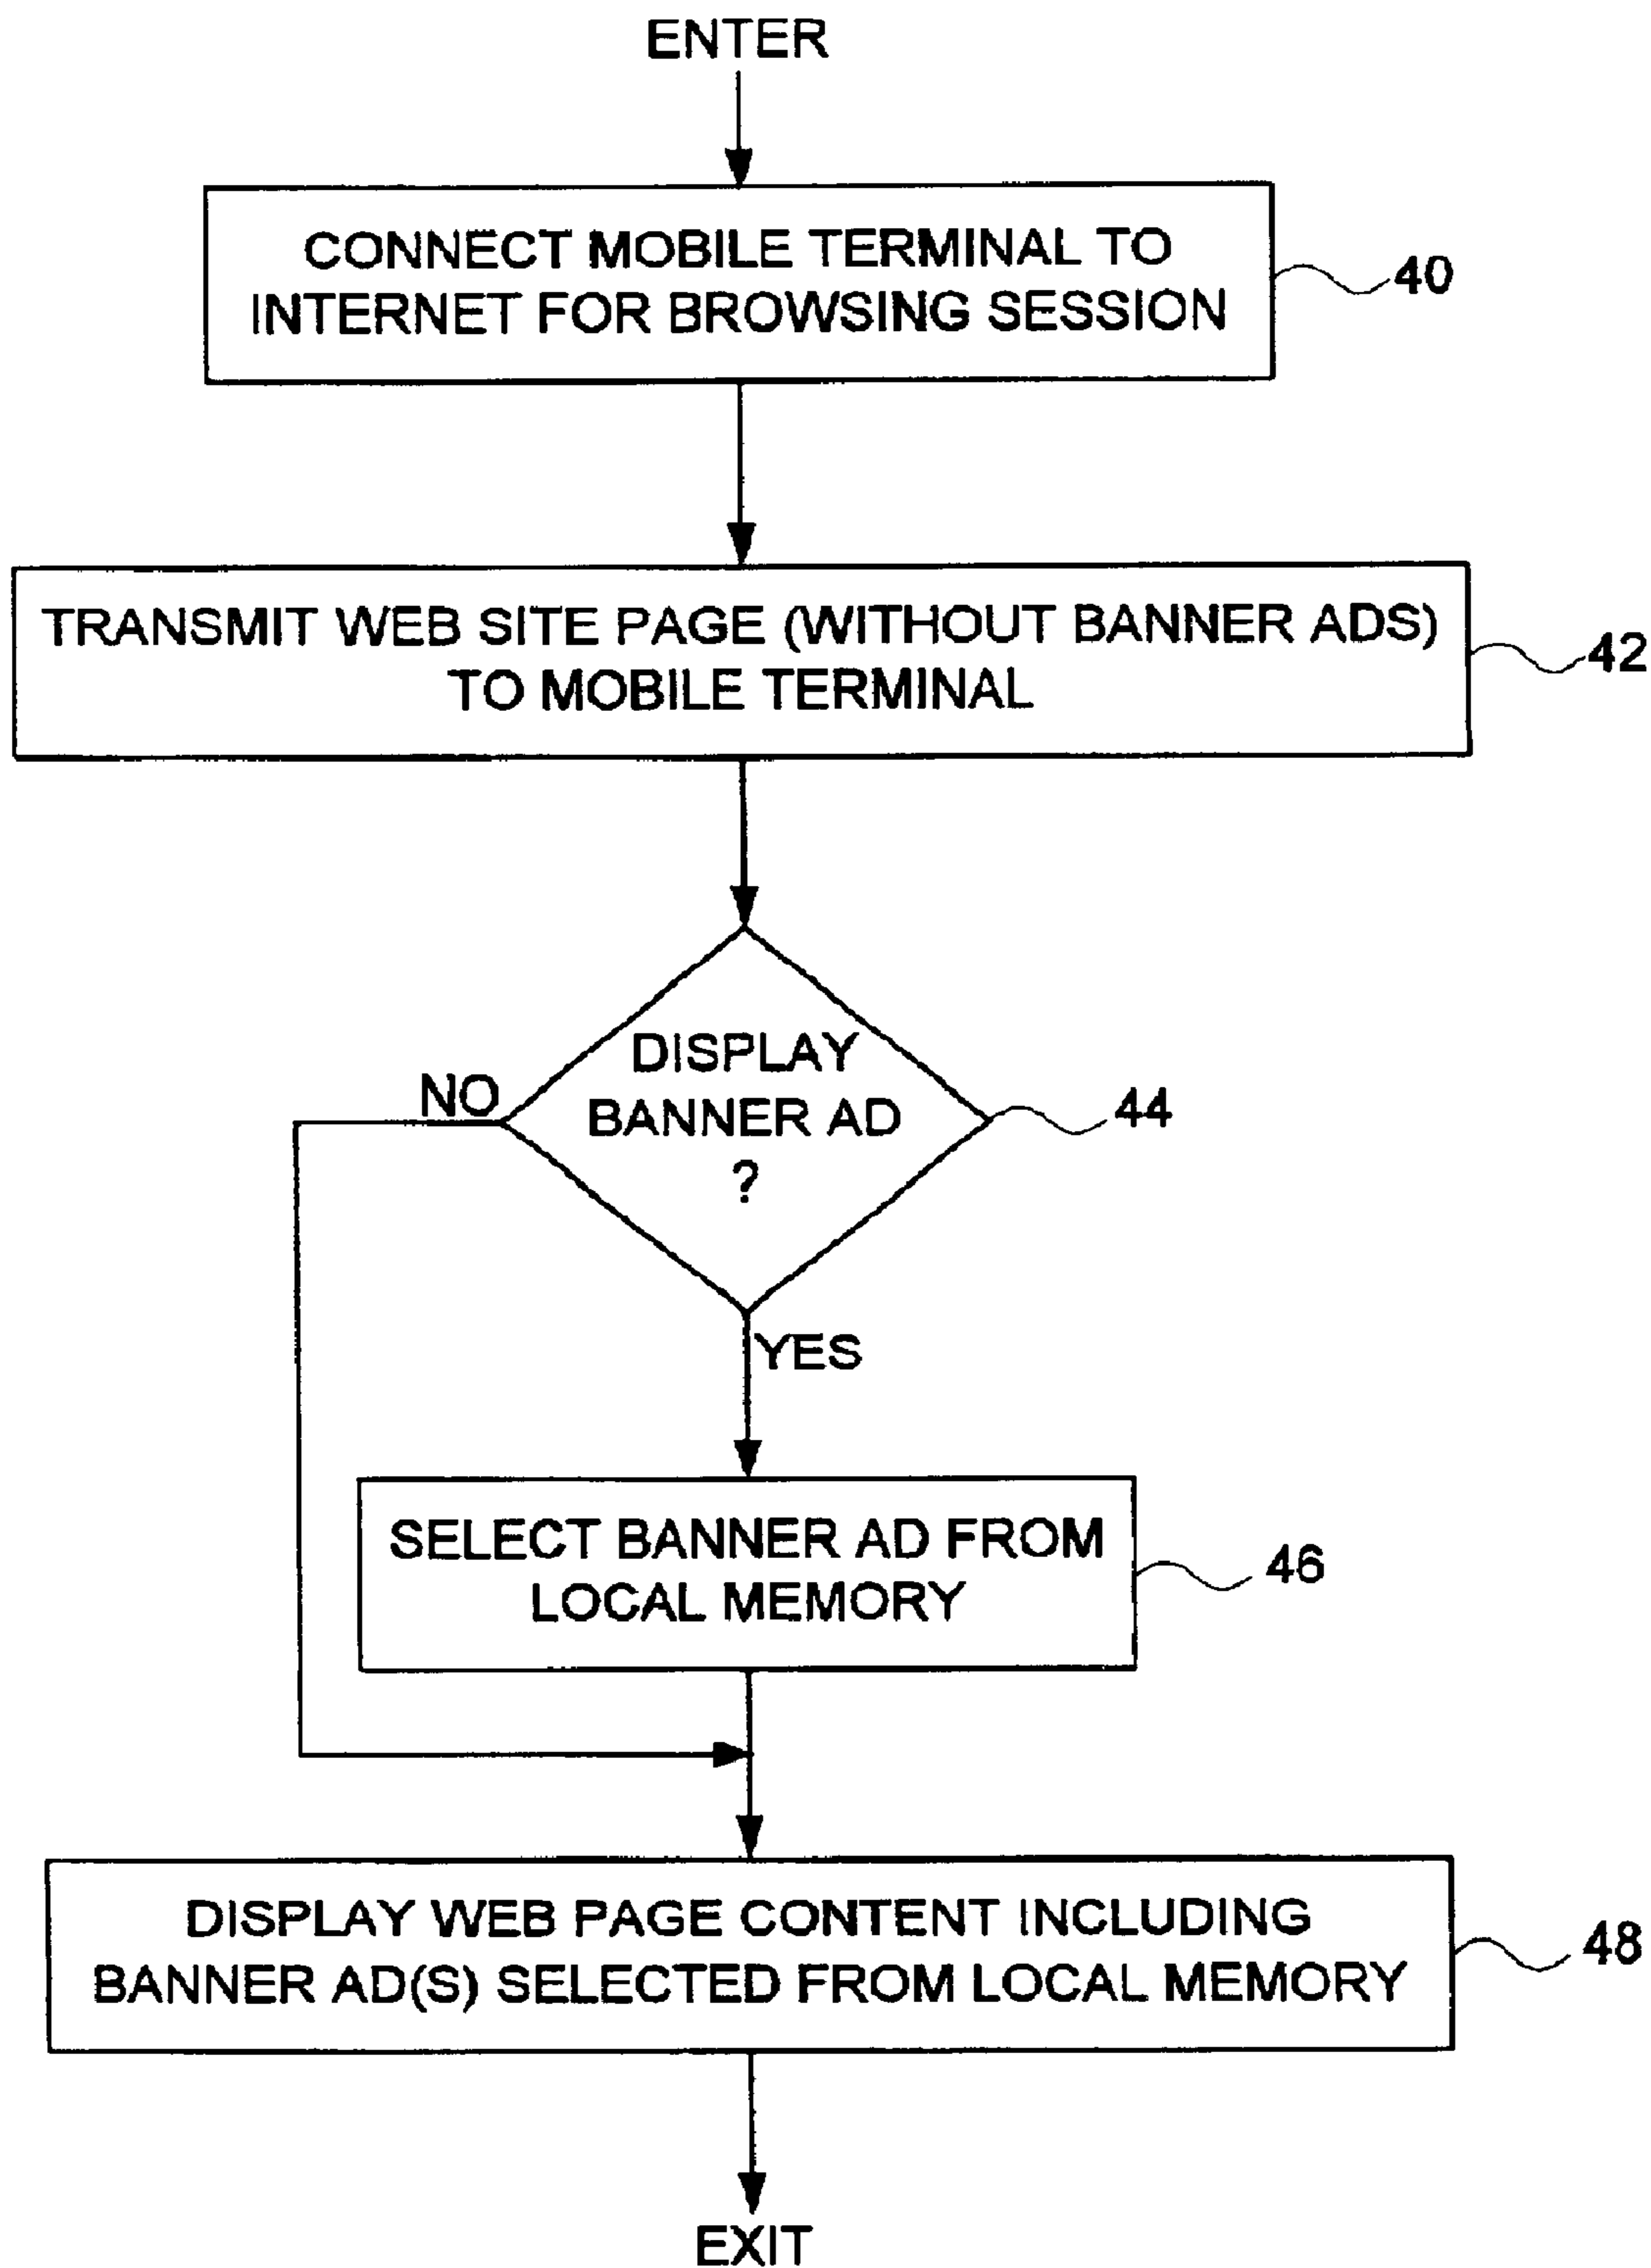 ENTER
CONNECT MOBILE TERMINAL TO
INTERNET FOR BROWSING SESSION
40
TRANSMIT WEB SITE PAGE (WITHOUT BANNER ADS)
TO MOBILE TERMINAL
42
DISPLAY
BANNER AD
?
NO
44
YES
SELECT BANNER AD FROM
LOCAL MEMORY
46
DISPLAY WEB PAGE CONTENT INCLUDING
BANNER AD(S) SELECTED FROM LOCAL MEMORY
48
EXIT